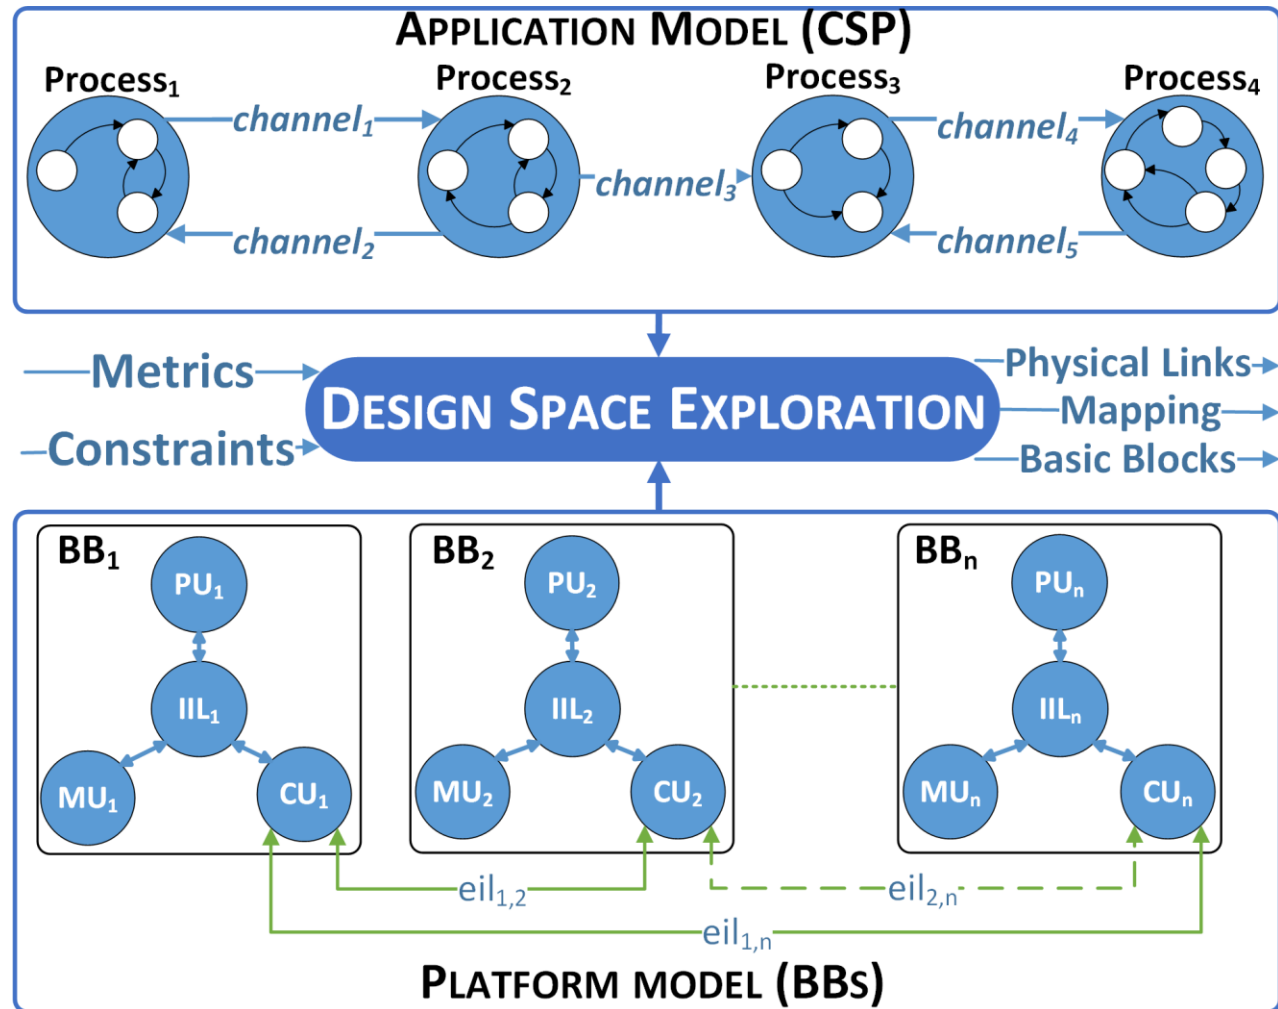 APPLICATION MODEL (CSP)
Process₁ Process₂ Process₃ Process₄
channel₁ channel₄
channel₃
channel₂ channel₅
Metrics
Constraints
DESIGN SPACE EXPLORATION
Physical Links
Mapping
Basic Blocks
BB₁ BB₂ BBₙ
PU₁ PU₂ PUₙ
IIL₁ IIL₂ IILₙ
MU₁ CU₁ MU₂ CU₂ MUₙ CUₙ
eil₁,₂ eil₂,ₙ
eil₁,ₙ
PLATFORM MODEL (BBS)